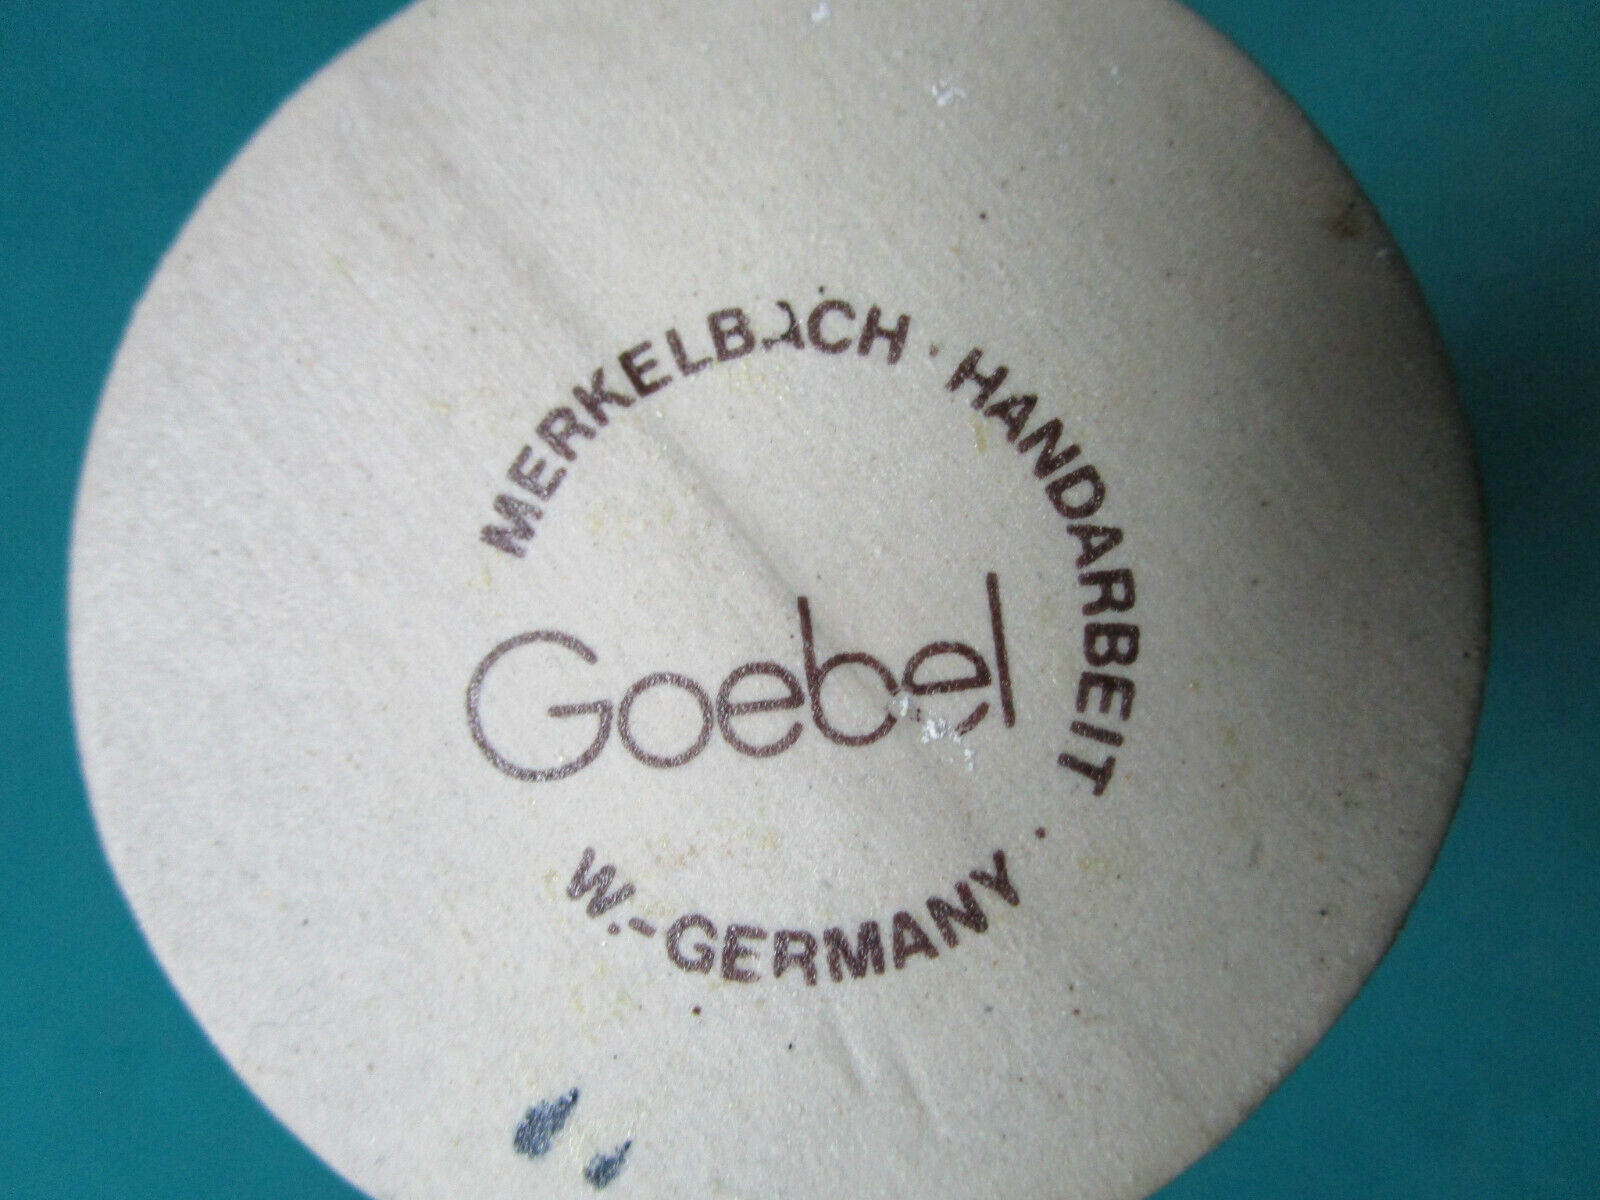 MERKELBACH · HANDARBEIT ·
Goebel
W.-GERMANY